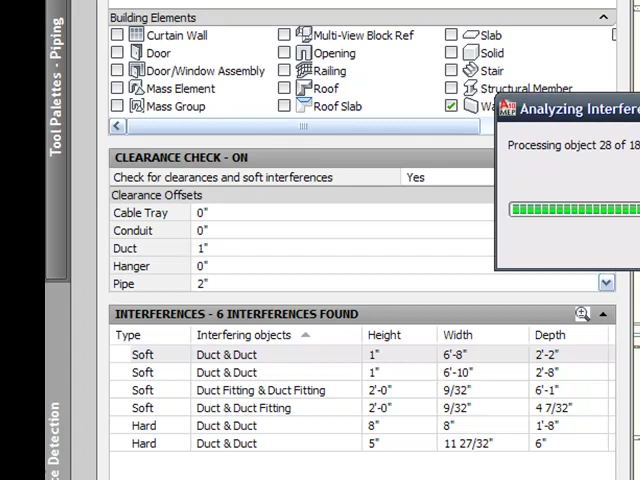 Tool Palettes - Piping
Building Elements
Curtain Wall
Multi-View Block Ref
Slab
Door
Opening
Solid
Door/Window Assembly
Railing
Stair
Mass Element
Roof
Structural Member
Mass Group
Roof Slab
Wa
A10 MEP Analyzing Interfere
Processing object 28 of 18
CLEARANCE CHECK - ON
Check for clearances and soft interferences Yes
Clearance Offsets
Cable Tray 0"
Conduit 0"
Duct 1"
Hanger 0"
Pipe 2"
INTERFERENCES - 6 INTERFERENCES FOUND
Type Interfering objects Height Width Depth
Soft Duct & Duct 1" 6'-8" 2'-2"
Soft Duct & Duct 1" 6'-10" 2'-8"
Soft Duct Fitting & Duct Fitting 2'-0" 9/32" 6'-1"
Soft Duct & Duct Fitting 2'-0" 9/32" 4 7/32"
Hard Duct & Duct 8" 8" 1'-8"
Hard Duct & Duct 5" 11 27/32" 6"
ce Detection